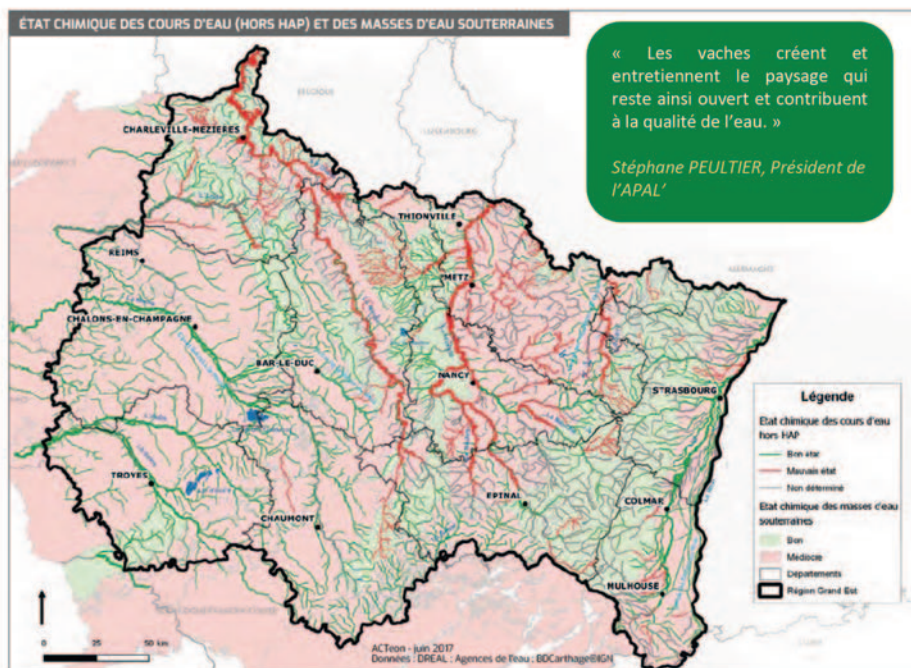 ÉTAT CHIMIQUE DES COURS D'EAU (HORS HAP) ET DES MASSES D'EAU SOUTERRAINES
« Les vaches créent et
entretiennent le paysage qui
reste ainsi ouvert et contribuent
à la qualité de l'eau. »
Stéphane PEULTIER, Président de
l'APAL'
BELGIQUE
LUXEMBOURG
CHARLEVILLE-MEZIERES
THIONVILLE
REIMS
METZ
ALLEMAGNE
CHALONS-EN-CHAMPAGNE
BAR-LE-DUC
NANCY
STRASBOURG
TROYES
EPINAL
COLMAR
CHAUMONT
MULHOUSE
Légende
Etat chimique des cours d'eau
hors HAP
Bon état
Mauvais état
Non déterminé
Etat chimique des masses d'eau
souterraines
Bon
Médiocre
Départements
Région Grand Est
0 25 50 km
ACTeon - juin 2017
Données : DREAL ; Agences de l'eau ; BDCarthage®IGN